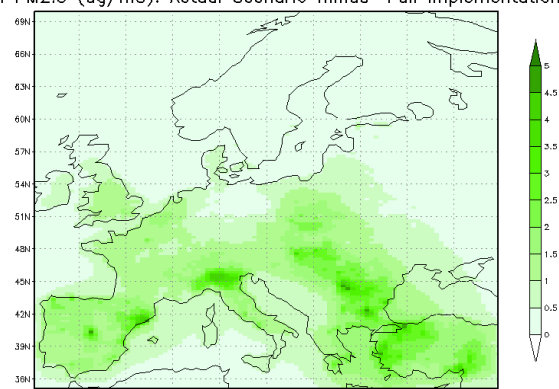 PM2.5 (ug/m3): Actual Scenario minus "Full Implementation"
69N
66N
63N
60N
57N
54N
51N
48N
45N
42N
39N
36N
5
4.5
4
3.5
3
2.5
2
1.5
1
0.5
0